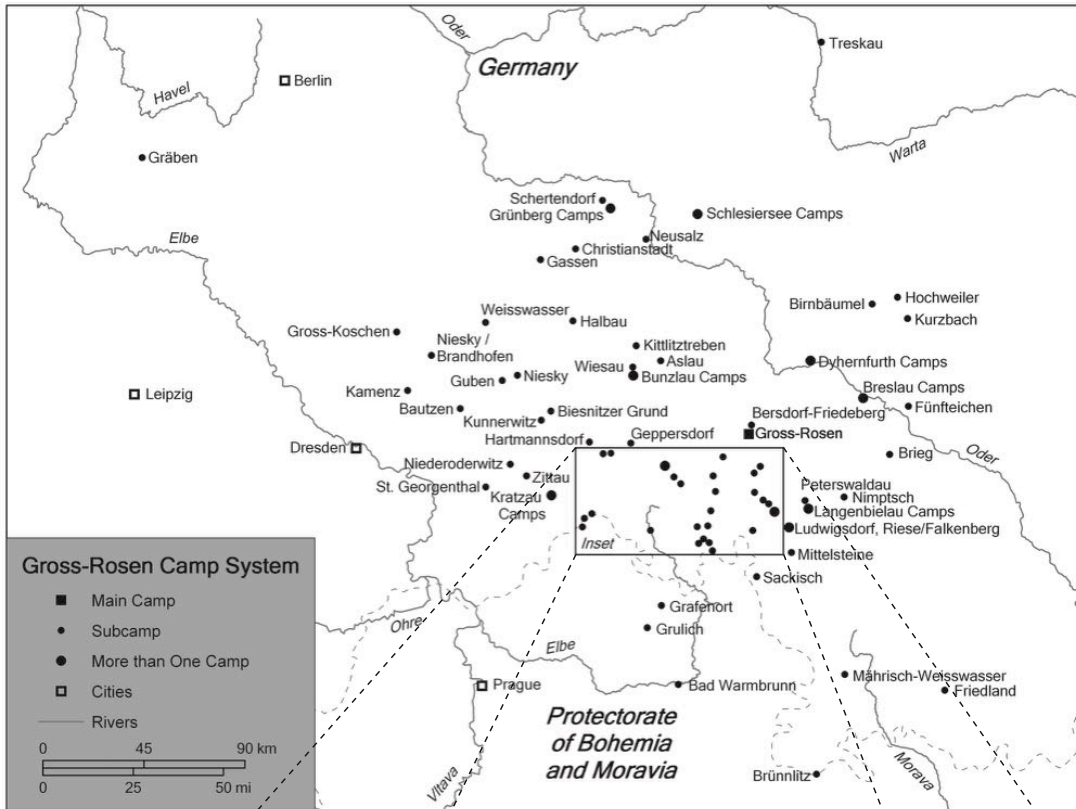 Oder
Treskau
Germany
Berlin
Havel
Warta
Gräben
Schertendorf
Grünberg Camps
Schlesiersee Camps
Neusalz
Elbe
Christianstadt
Gassen
Birnbäumel
Hochweiler
Kurzbach
Weisswasser
Halbau
Gross-Koschen
Niesky /
Brandhofen
Kittlitztreben
Aslau
Wiesau
Bunzlau Camps
Dyhernfurth Camps
Guben
Niesky
Kamenz
Leipzig
Breslau Camps
Fünfteichen
Bautzen
Biesnitzer Grund
Kunnerwitz
Bersdorf-Friedeberg
Gross-Rosen
Hartmannsdorf
Geppersdorf
Dresden
Brieg
Oder
Niederoderwitz
Zittau
St. Georgenthal
Kratzau
Camps
Peterswaldau
Nimptsch
Langenbielau Camps
Ludwigsdorf, Riese/Falkenberg
Inset
Mittelsteine
Sackisch
Gross-Rosen Camp System
Main Camp
Subcamp
More than One Camp
Cities
Rivers
0 45 90 km
0 25 50 mi
Grafenort
Grulich
Ohre
Elbe
Prague
Bad Warmbrunn
Mährisch-Weisswasser
Friedland
Protectorate
of Bohemia
and Moravia
Vltava
Brünnlitz
Morava